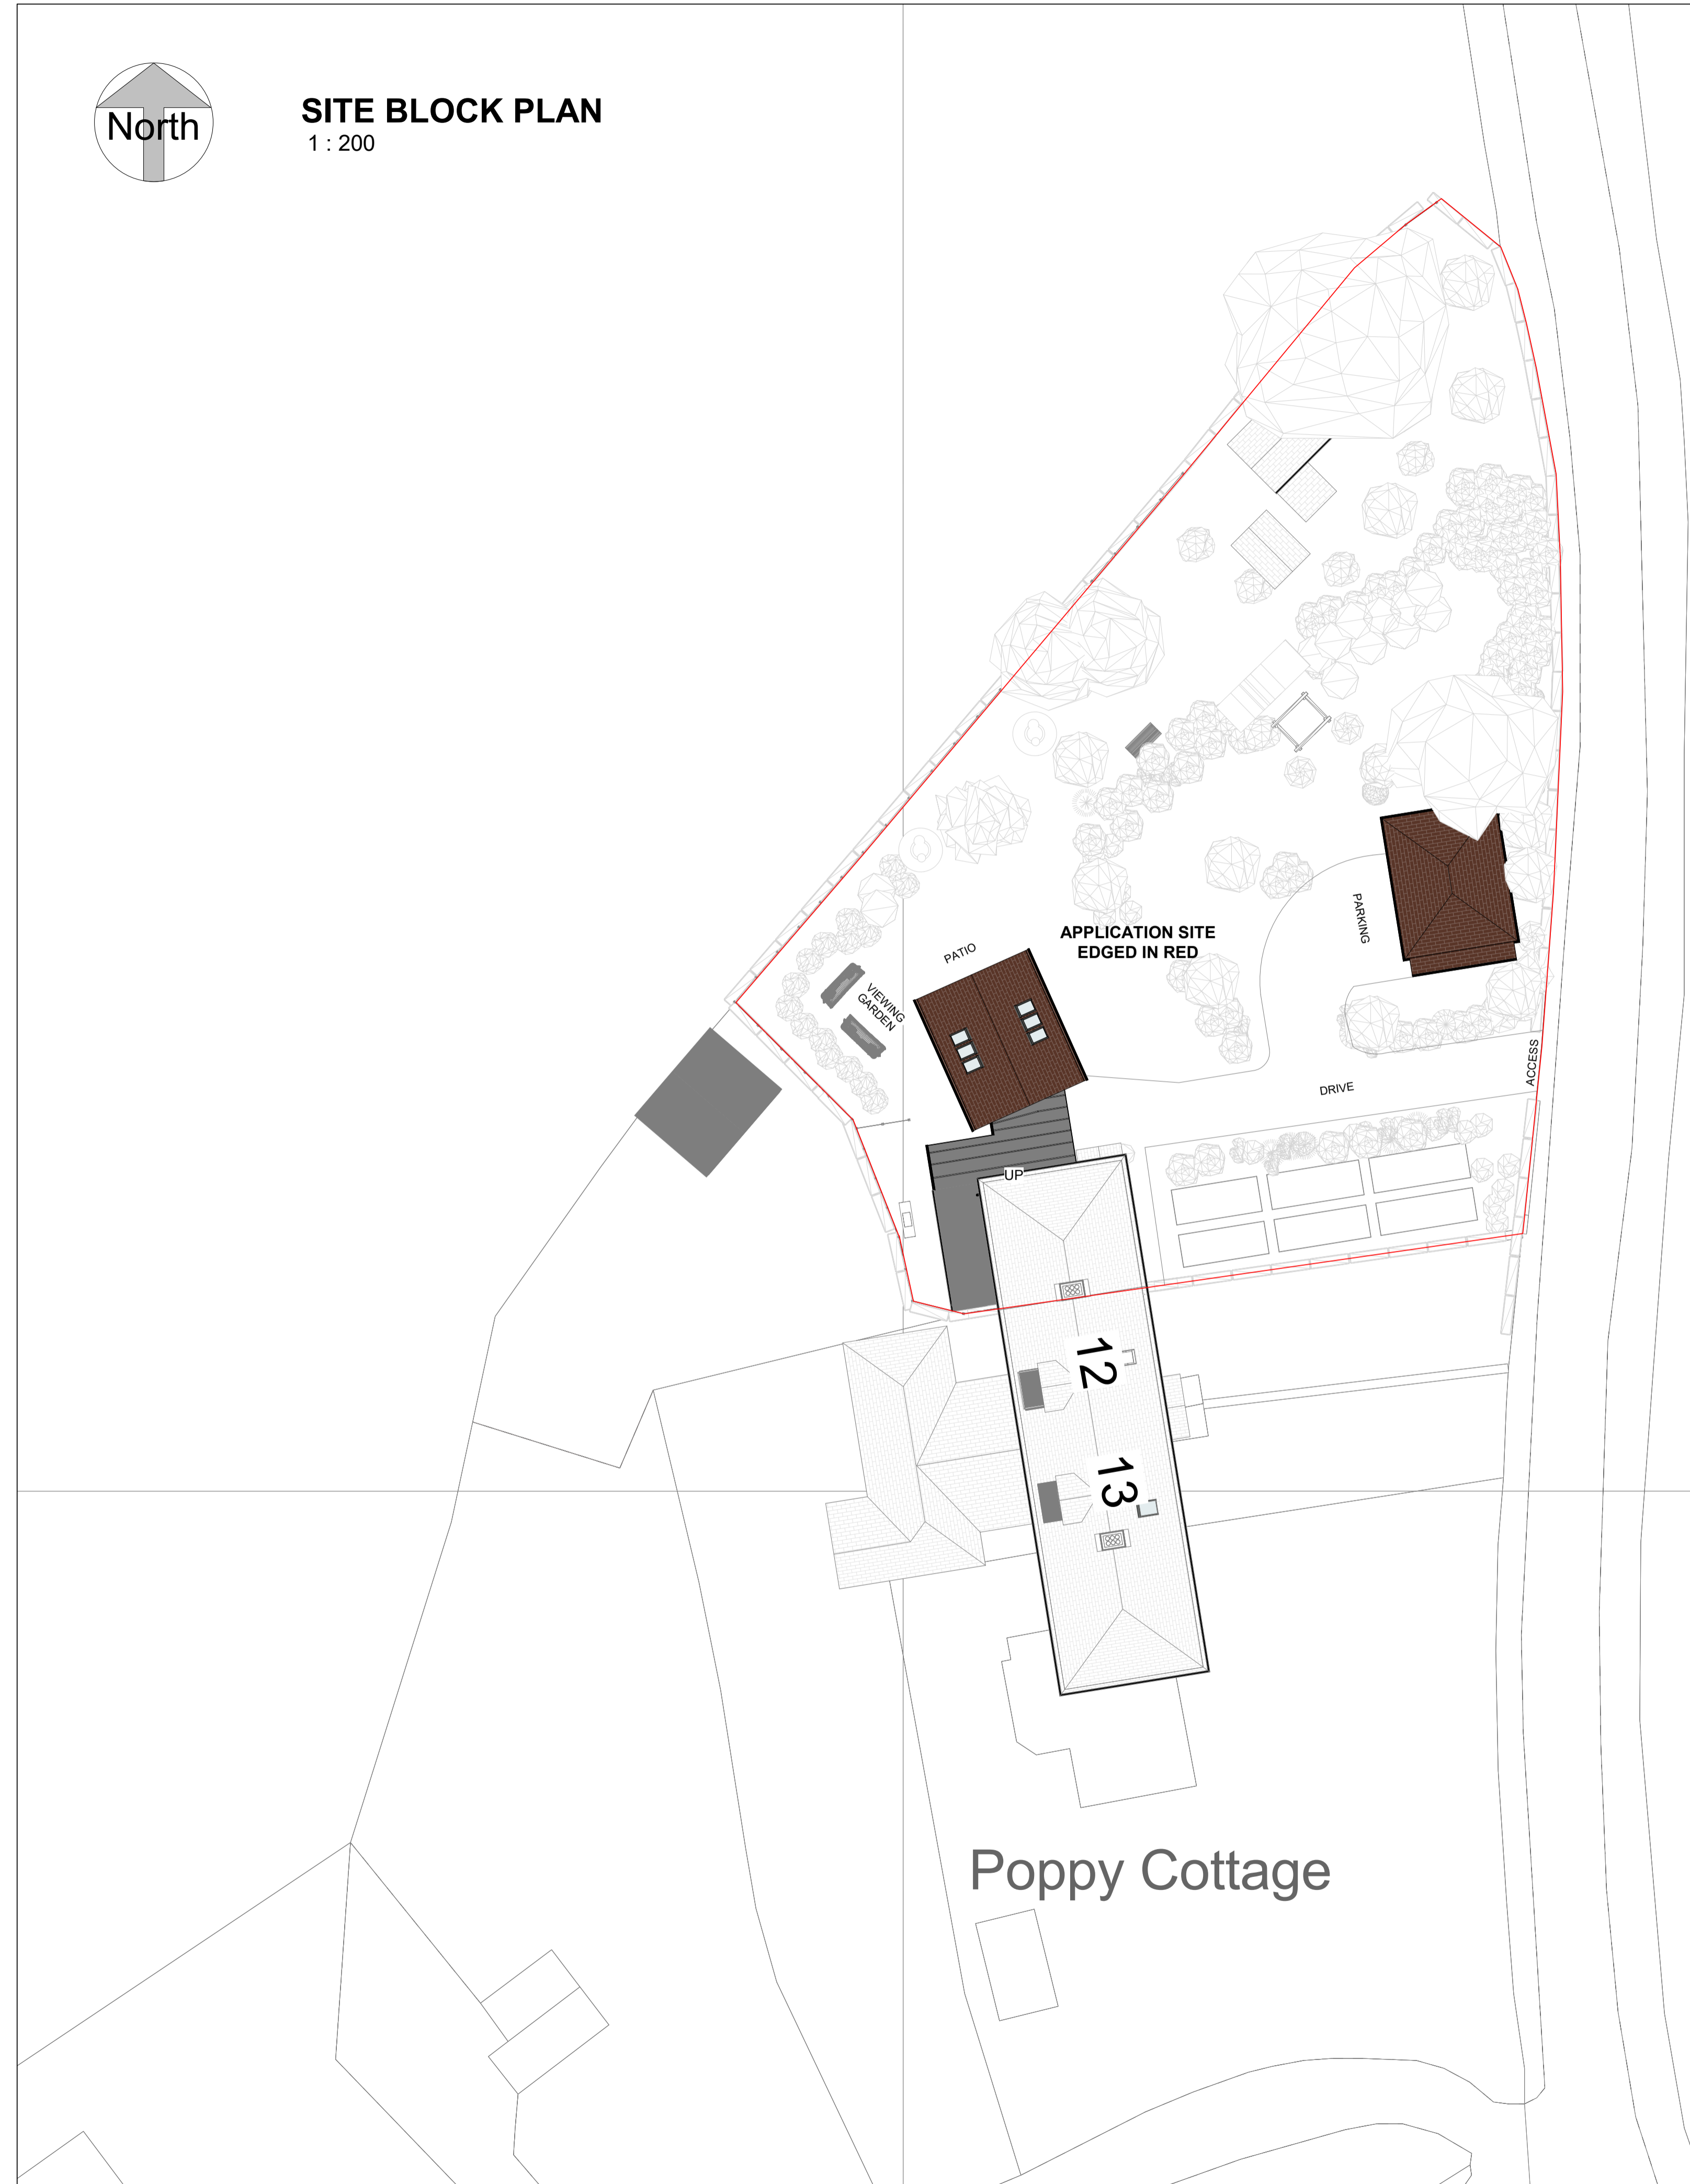 North
SITE BLOCK PLAN
1 : 200
PARKING
APPLICATION SITE
EDGED IN RED
PATIO
VIEWING
GARDEN
ACCESS
DRIVE
UP
12
13
Poppy Cottage